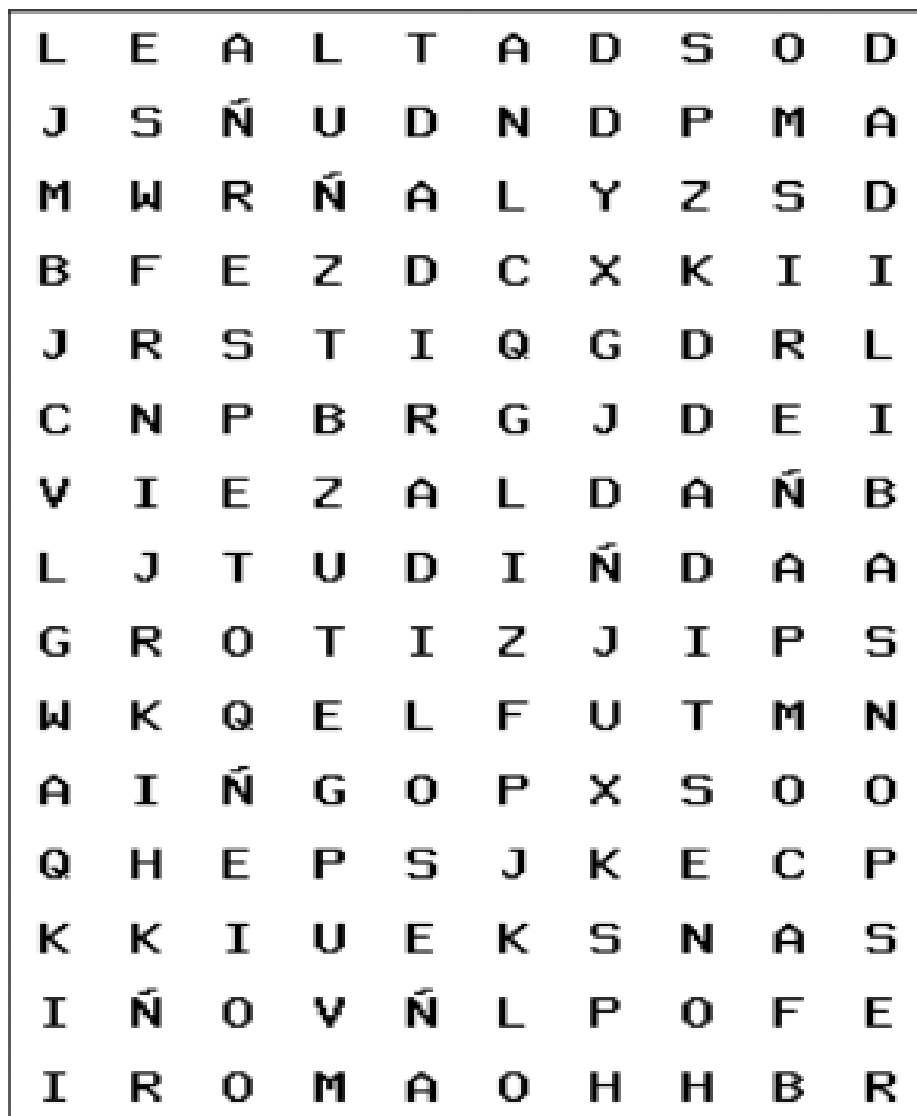 L E A L T A D S O D
J S Ñ U D N D P M A
M W R Ñ A L Y Z S D
B F E Z D C X K I I
J R S T I Q G D R L
C N P B R G J D E I
V I E Z A L D A Ñ B
L J T U D I Ñ D A A
G R O T I Z J I P S
W K Q E L F U T M N
A I Ñ G O P X S O O
Q H E P S J K E C P
K K I U E K S N A S
I Ñ O V Ñ L P O F E
I R O M A O H H B R